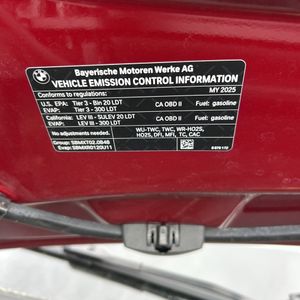 Bayerische Motoren Werke AG
VEHICLE EMISSION CONTROL INFORMATION
MY 2025
Conforms to regulations:
U.S. EPA: Tier 3 - Bin 20 LDT CA OBD II Fuel: gasoline
EVAP: Tier 3 - 300 LDT
California: LEV III - SULEV 20 LDT CA OBD II Fuel: gasoline
EVAP: LEV III - 300 LDT
No adjustments needed.
WU-TWC, TWC, WR-HO2S,
HO2S, DFI, MFI, TC, CAC
Group: SBMXT02.0B48
Evap: SBMXR0120U11